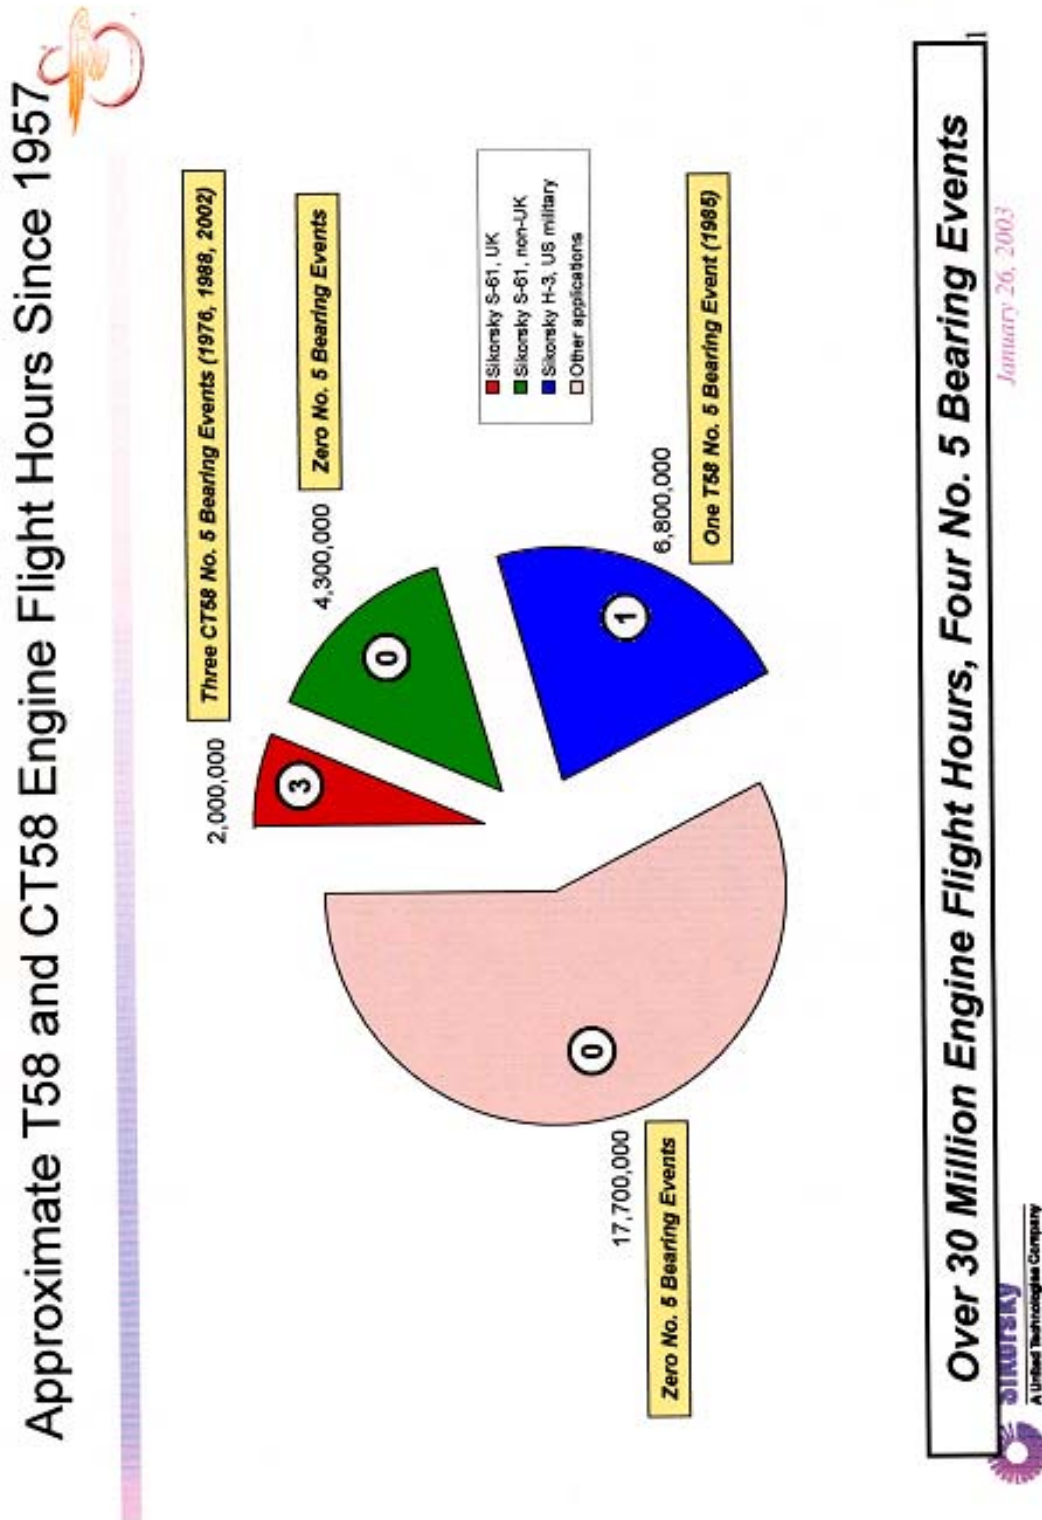 Approximate T58 and CT58 Engine Flight Hours Since 1957
2,000,000
Three CT58 No. 5 Bearing Events (1976, 1988, 2002)
3
4,300,000
Zero No. 5 Bearing Events
0
Sikorsky S-61, UK
Sikorsky S-61, non-UK
Sikorsky H-3, US military
Other applications
1
6,800,000
One T58 No. 5 Bearing Event (1985)
0
17,700,000
Zero No. 5 Bearing Events
Over 30 Million Engine Flight Hours, Four No. 5 Bearing Events
1
Sikorsky
A United Technologies Company
January 26, 2003